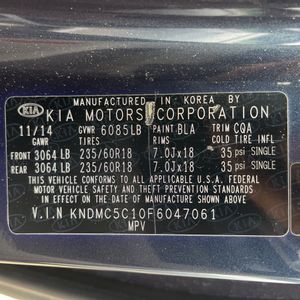 MANUFACTURED IN KOREA BY
KIA KIA MOTORS CORPORATION
11/14 GVWR 6085LB PAINT BLA TRIM CQA
GAWR TIRES RIMS COLD TIRE INFL
FRONT 3064 LB 235/60R18 7.0J×18 35 psi SINGLE
REAR 3064 LB 235/60R18 7.0J×18 35 psi SINGLE
THIS VEHICLE CONFORMS TO ALL APPLICABLE U.S.A. FEDERAL
MOTOR VEHICLE SAFETY STANDARDS IN EFFECT ON THE
DATE OF MANUFACTURE SHOWN ABOVE.
V.I.N KNDMC5C10F6047061
MPV